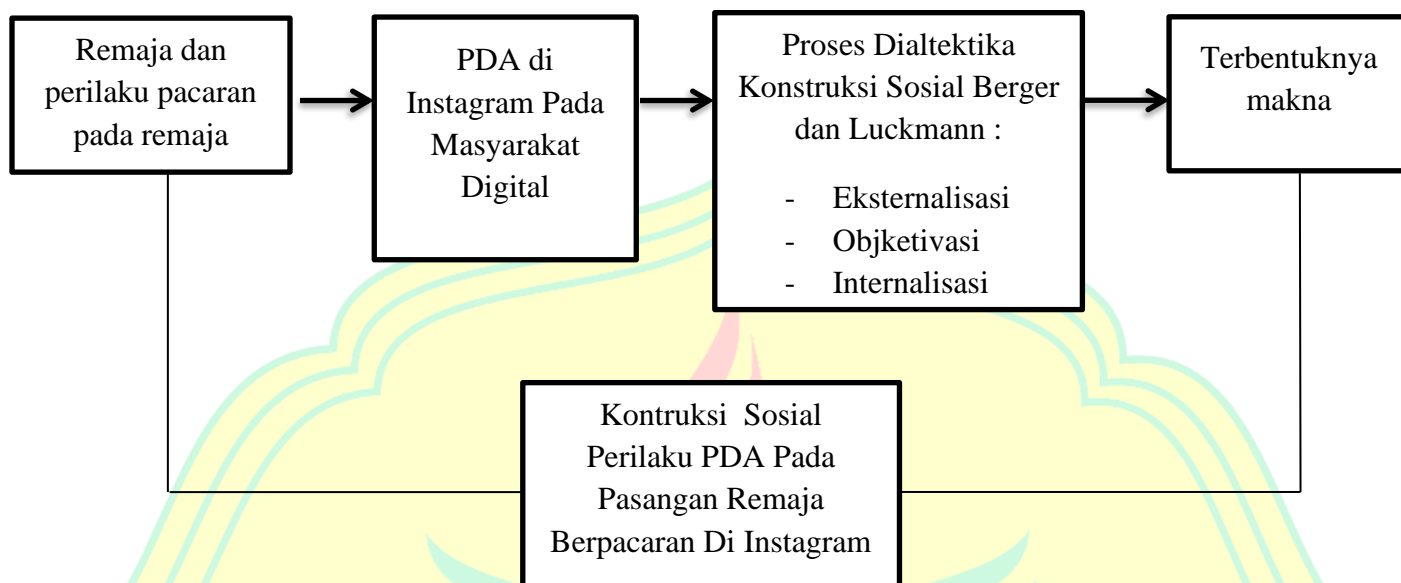 Remaja dan
perilaku pacaran
pada remaja
PDA di
Instagram Pada
Masyarakat
Digital
Proses Dialtektika
Konstruksi Sosial Berger
dan Luckmann :
- Eksternalisasi
- Objketivasi
- Internalisasi
Terbentuknya
makna
Kontruksi Sosial
Perilaku PDA Pada
Pasangan Remaja
Berpacaran Di Instagram